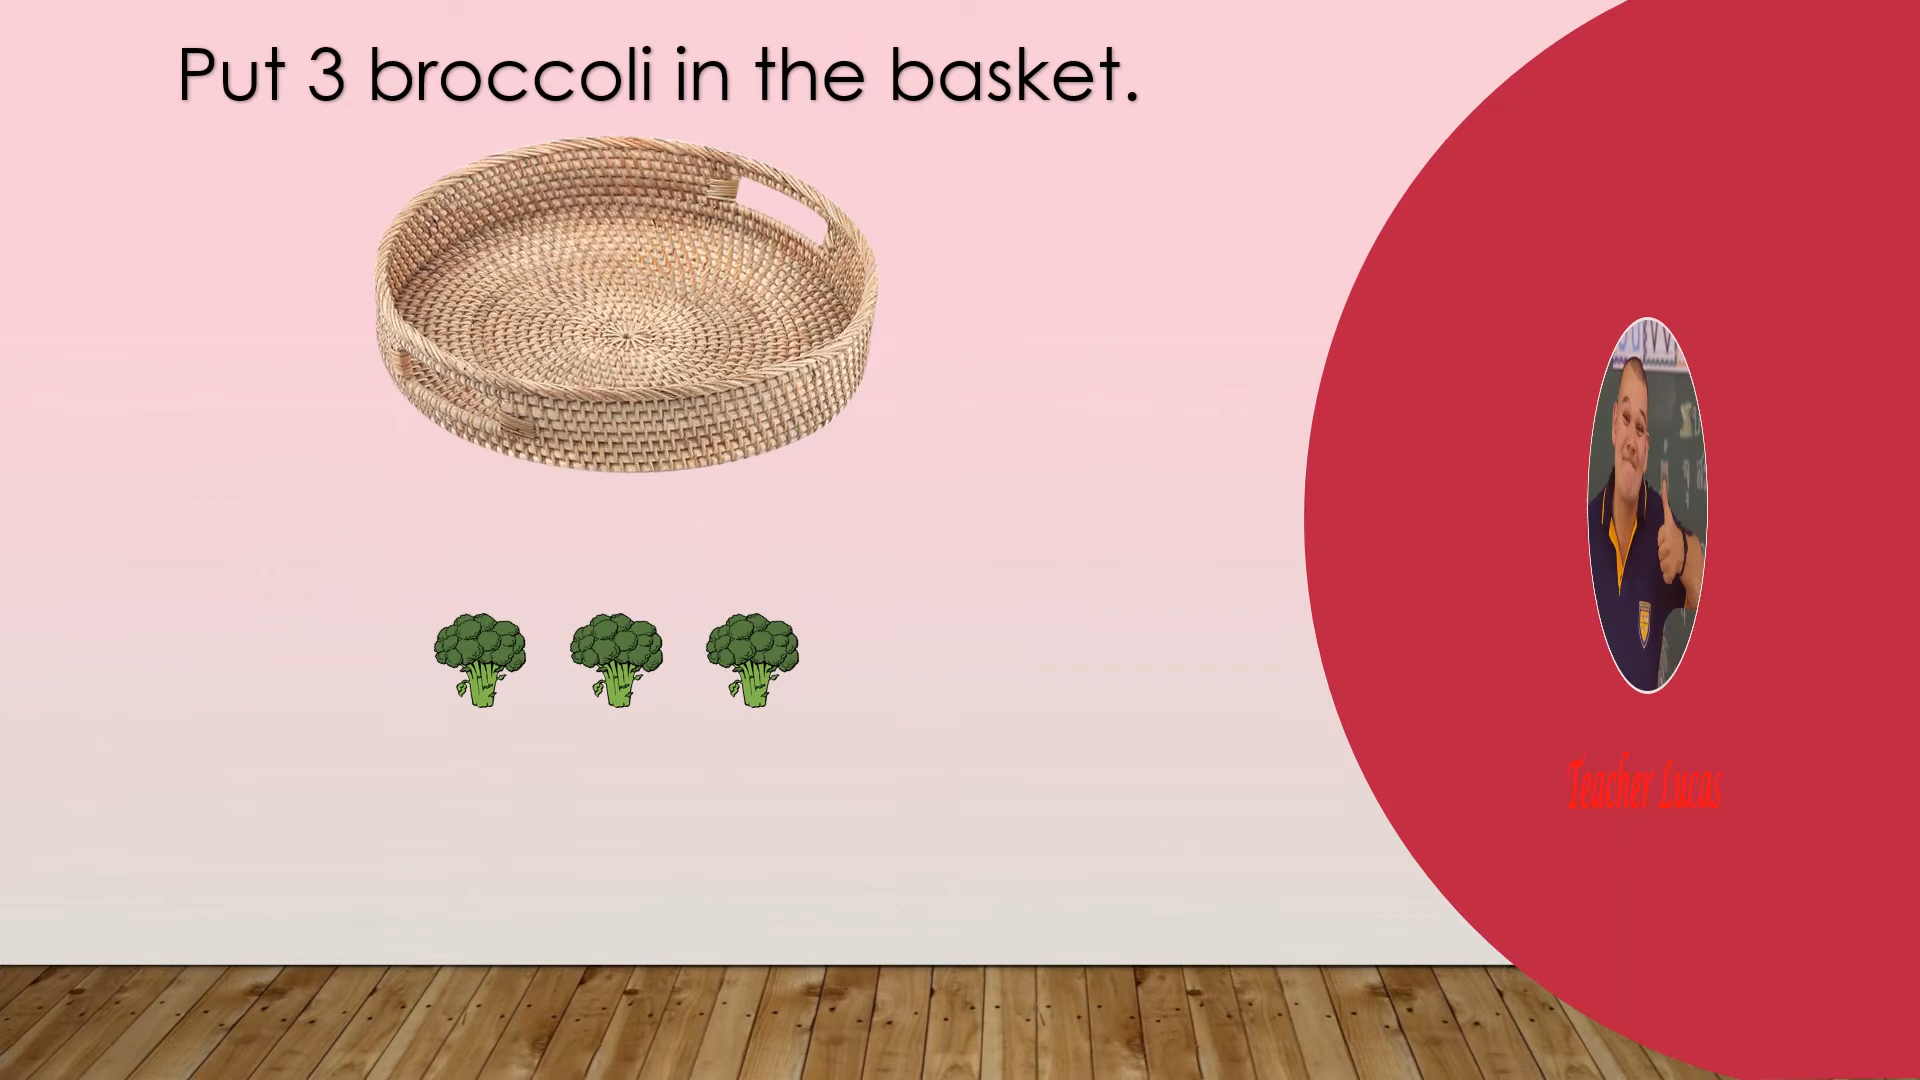 Put 3 broccoli in the basket.
Teacher Lucas